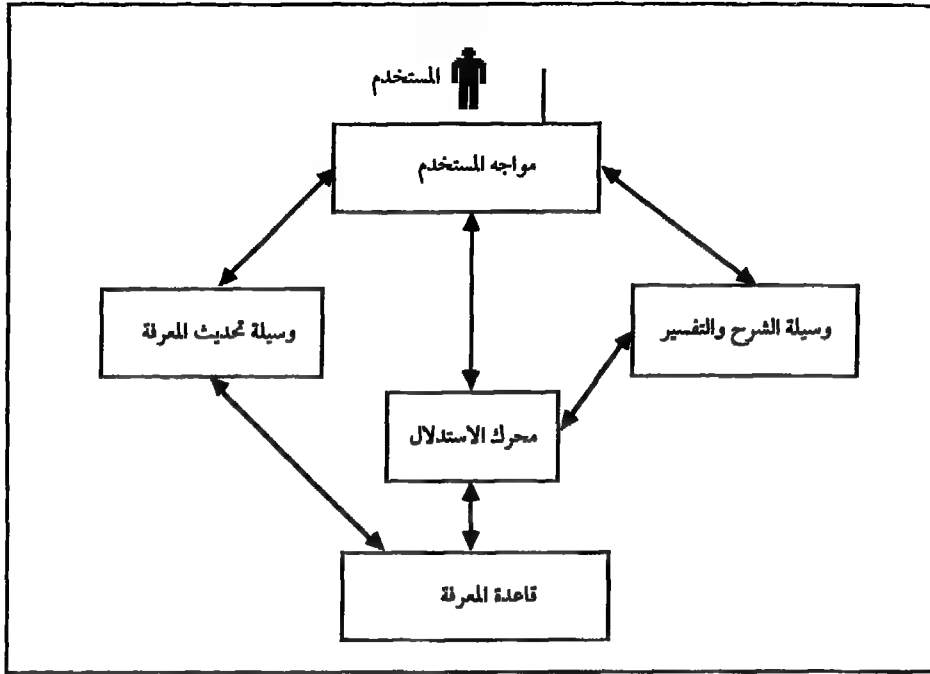 المستخدم
مواجه المستخدم
وسيلة الشرح والتفسير
وسيلة تحديث المعرفة
محرك الاستدلال
قاعدة المعرفة